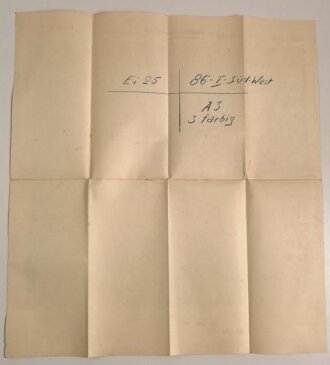 Ei 25 86-I-Süd-West
A3
3 farbig